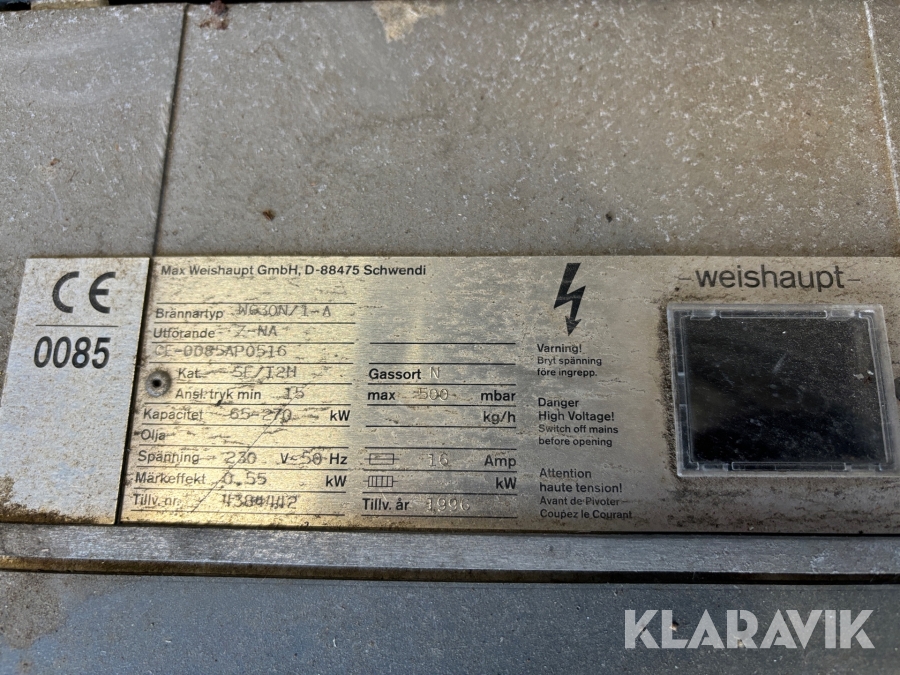 CE
0085
Max Weishaupt GmbH, D-88475 Schwendi
Brännartyp WG30N/1-A
Utförande Z-NA
CE-0085AP0516
Kat. SE/I2H
Gassort N
Ansl.tryk min 15 max 500 mbar
Kapacitet 65-270 kW kg/h
Olja
Spänning 230 V~50 Hz 16 Amp
Märkeffekt 0.55 kW kW
Tillv. nr. Tillv. år 1996
Varning!
Bryt spänning
före ingrepp.
Danger
High Voltage!
Switch off mains
before opening
Attention
haute tension!
Avant de Pivoter
Coupez le Courant
-weishaupt-
KLARAVIK